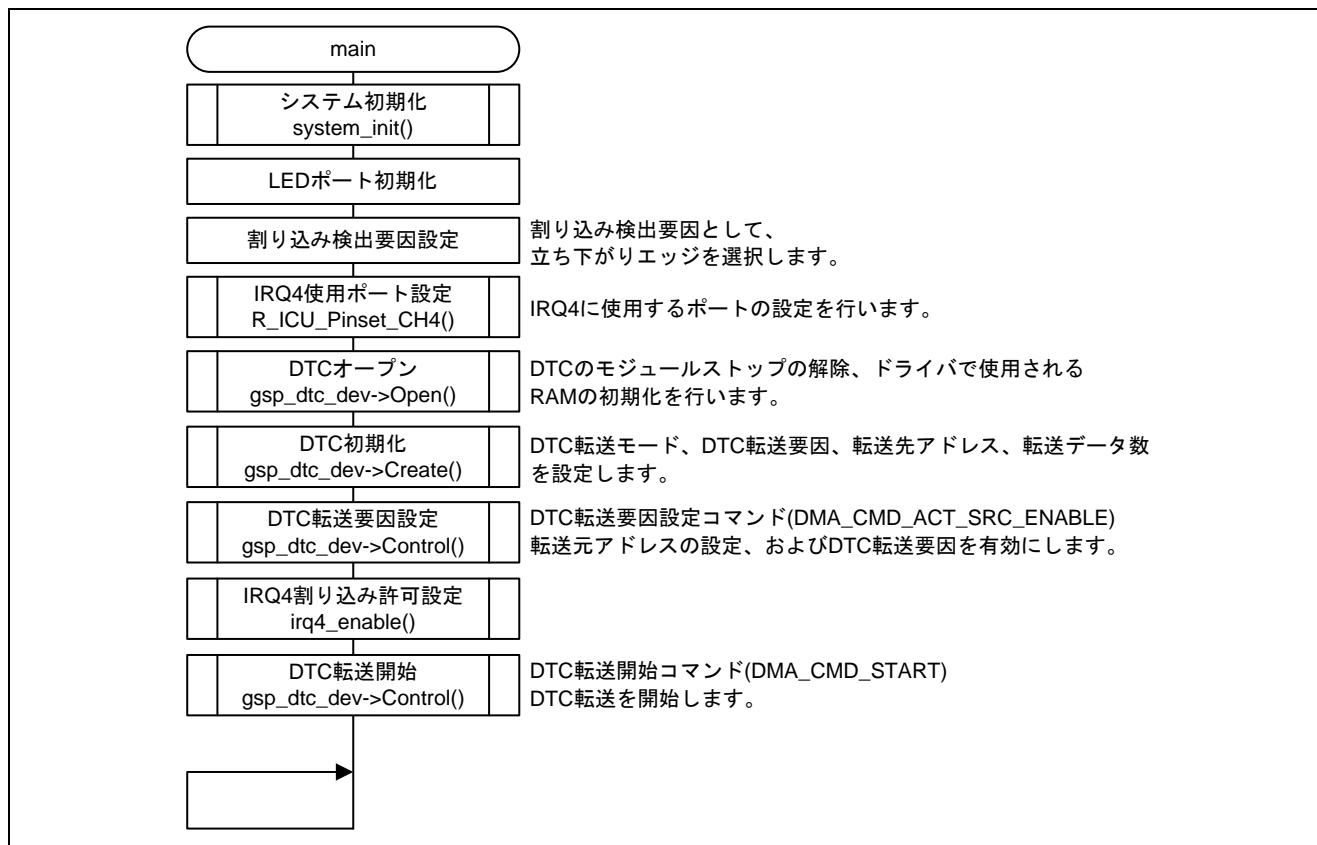 main
システム初期化
system_init()
LEDポート初期化
割り込み検出要因設定
割り込み検出要因として、
立ち下がりエッジを選択します。
IRQ4使用ポート設定
R_ICU_Pinset_CH4()
IRQ4に使用するポートの設定を行います。
DTCオープン
gsp_dtc_dev->Open()
DTCのモジュールストップの解除、ドライバで使用される
RAMの初期化を行います。
DTC初期化
gsp_dtc_dev->Create()
DTC転送モード、DTC転送要因、転送先アドレス、転送データ数
を設定します。
DTC転送要因設定
gsp_dtc_dev->Control()
DTC転送要因設定コマンド(DMA_CMD_ACT_SRC_ENABLE)
転送元アドレスの設定、およびDTC転送要因を有効にします。
IRQ4割り込み許可設定
irq4_enable()
DTC転送開始
gsp_dtc_dev->Control()
DTC転送開始コマンド(DMA_CMD_START)
DTC転送を開始します。